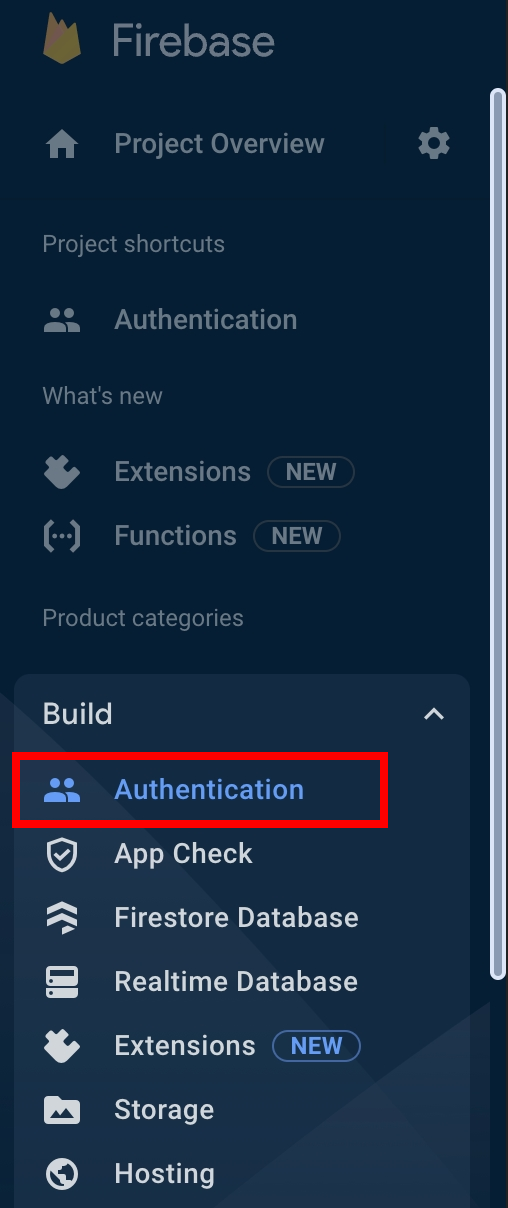 Firebase
Project Overview
Project shortcuts
Authentication
What's new
Extensions NEW
Functions NEW
Product categories
Build
Authentication
App Check
Firestore Database
Realtime Database
Extensions NEW
Storage
Hosting